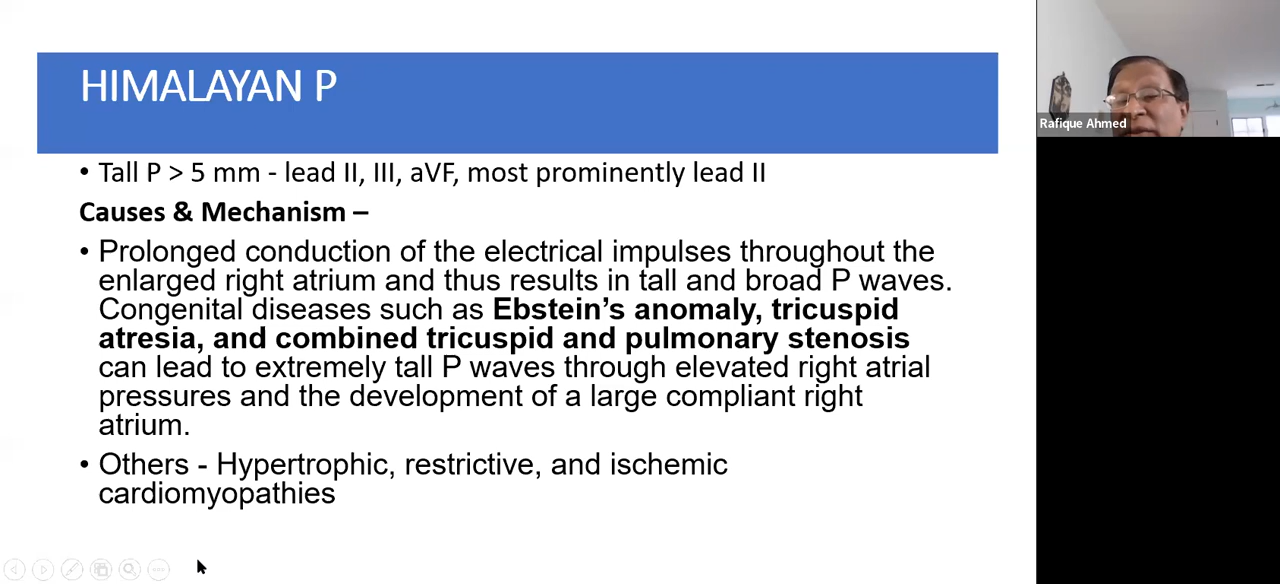 HIMALAYAN P
• Tall P > 5 mm - lead II, III, aVF, most prominently lead II
Causes & Mechanism –
• Prolonged conduction of the electrical impulses throughout the
enlarged right atrium and thus results in tall and broad P waves.
Congenital diseases such as Ebstein’s anomaly, tricuspid
atresia, and combined tricuspid and pulmonary stenosis
can lead to extremely tall P waves through elevated right atrial
pressures and the development of a large compliant right
atrium.
• Others - Hypertrophic, restrictive, and ischemic
cardiomyopathies
Rafique Ahmed